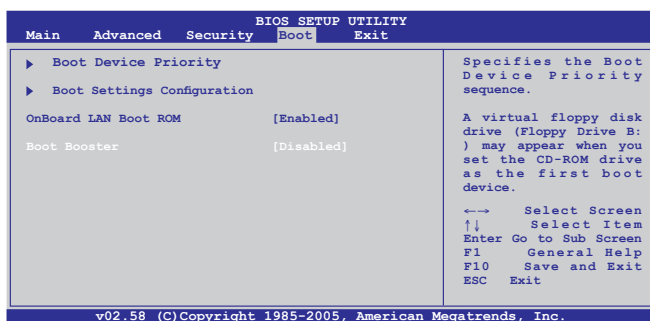 BIOS SETUP UTILITY
Main Advanced Security Boot Exit
Boot Device Priority
Boot Settings Configuration
OnBoard LAN Boot ROM [Enabled]
Boot Booster [Disabled]
Specifies the Boot
Device Priority
sequence.
A virtual floppy disk
drive (Floppy Drive B:
) may appear when you
set the CD-ROM drive
as the first boot
device.
←→ Select Screen
↑↓ Select Item
Enter Go to Sub Screen
F1 General Help
F10 Save and Exit
ESC Exit
v02.58 (C)Copyright 1985-2005, American Megatrends, Inc.